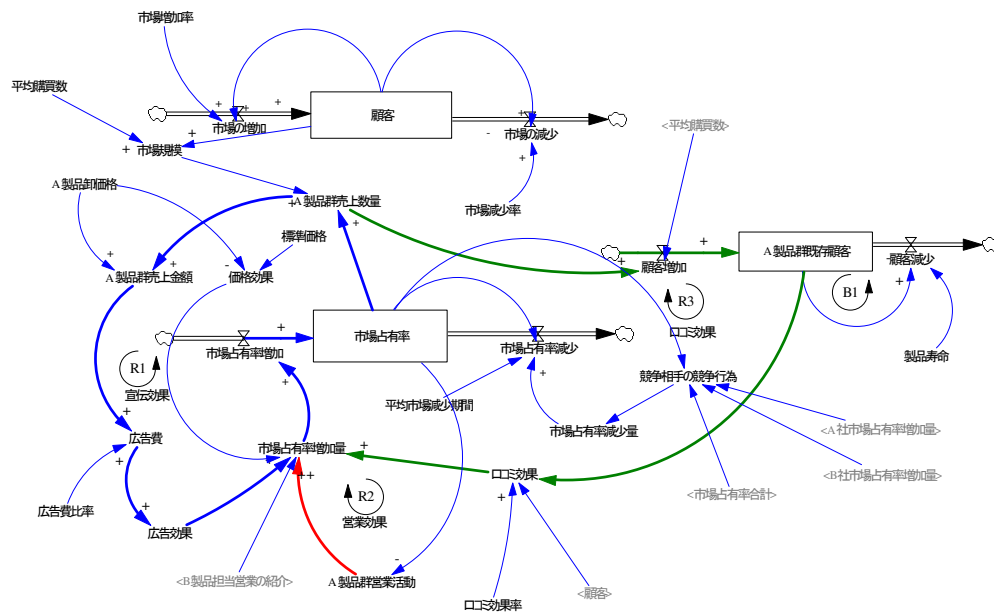 市場増加率
平均購買数
顧客
市場の増加
市場の減少
<平均購買数>
市場規模
A製品卸価格
A製品群売上数量
市場減少率
標準価格
A製品群既存顧客
顧客増加
顧客減少
A製品群売上金額
価格効果
R3
B1
口コミ効果
市場占有率
市場占有率増加
市場占有率減少
製品寿命
R1
宣伝効果
競争相手の競争行為
平均市場減少期間
市場占有率減少量
<A社市場占有率増加量>
広告費
市場占有率増加量
口コミ効果
<B社市場占有率増加量>
R2
<市場占有率合計>
広告費比率
営業効果
広告効果
<B製品担当営業の紹介>
A製品群営業活動
<顧客>
口コミ効果率